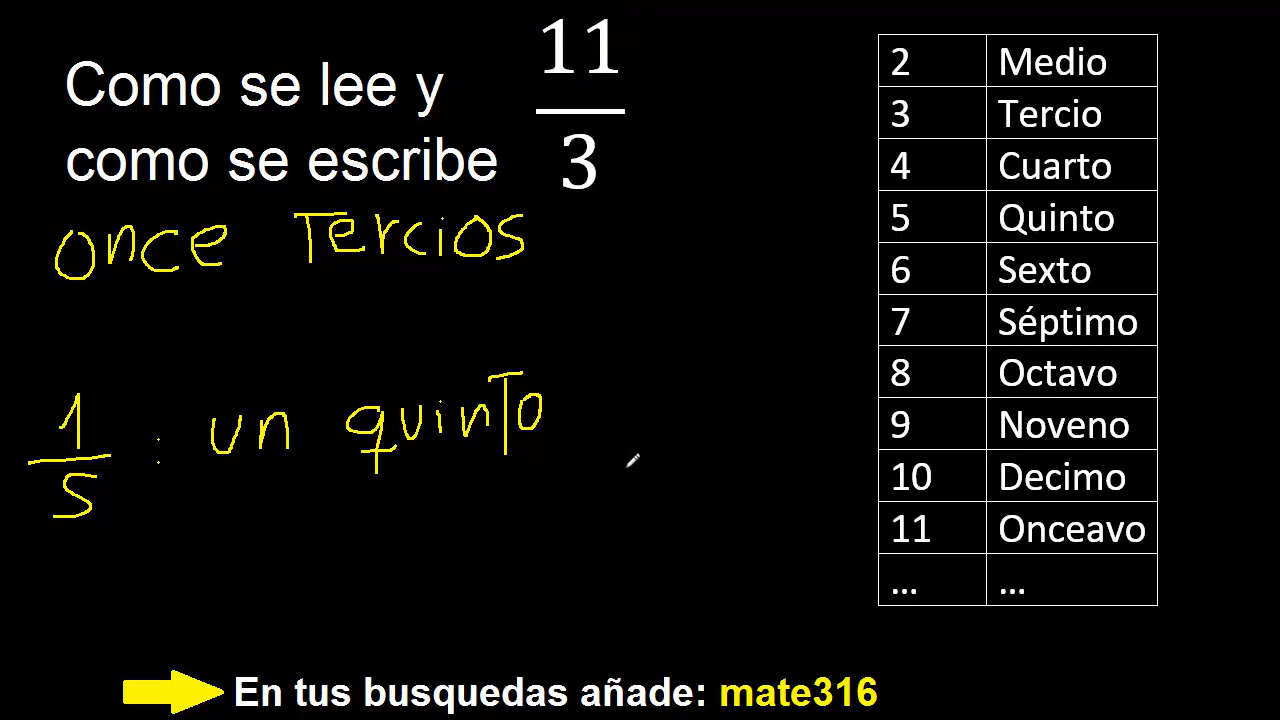 Como se lee y
como se escribe
11
3
once Tercios
1
5 : un quinto
2 Medio
3 Tercio
4 Cuarto
5 Quinto
6 Sexto
7 Séptimo
8 Octavo
9 Noveno
10 Decimo
11 Onceavo
... ...
En tus busquedas añade: mate316